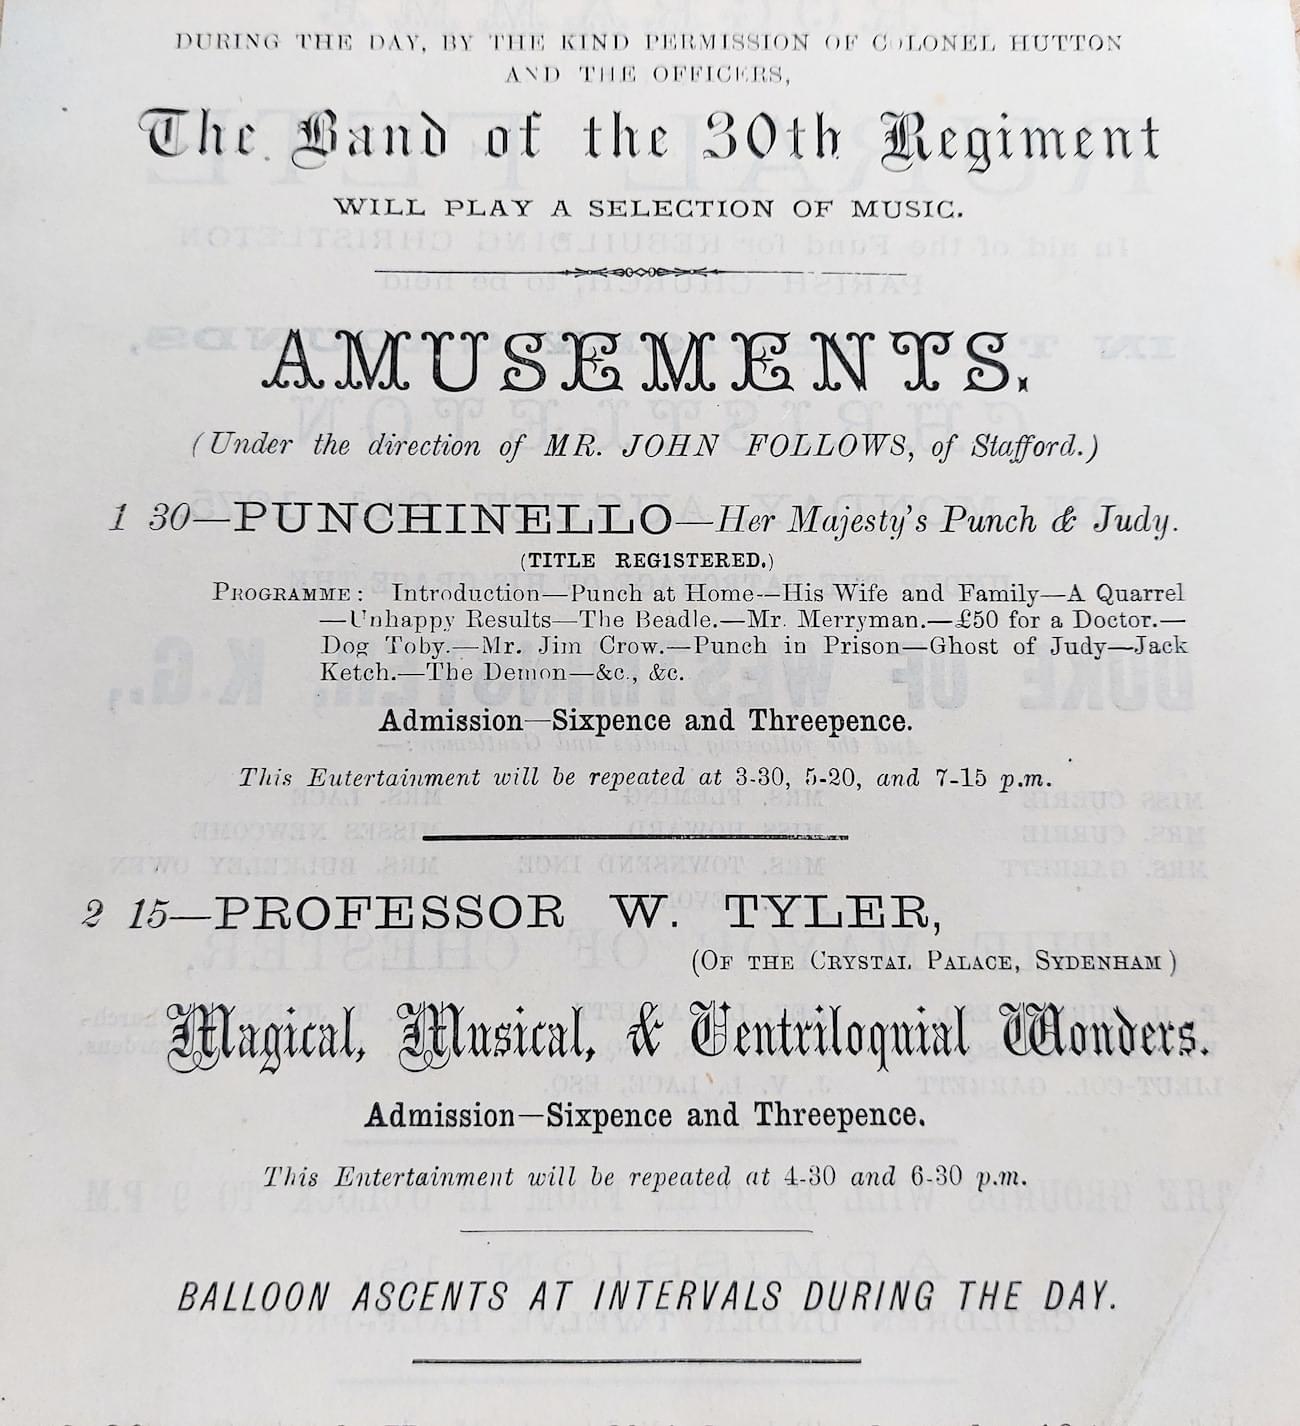 DURING THE DAY, BY THE KIND PERMISSION OF COLONEL HUTTON
AND THE OFFICERS,
The Band of the 30th Regiment
WILL PLAY A SELECTION OF MUSIC.
AMUSEMENTS.
(Under the direction of MR. JOHN FOLLOWS, of Stafford.)
1 30—PUNCHINELLO—Her Majesty's Punch & Judy.
(TITLE REG1STERED.)
PROGRAMME: Introduction—Punch at Home—His Wife and Family—A Quarrel
—Unhappy Results—The Beadle.—Mr. Merryman.—£50 for a Doctor.—
Dog Toby.—Mr. Jim Crow.—Punch in Prison—Ghost of Judy—Jack
Ketch.—The Demon—&c., &c.
Admission—Sixpence and Threepence.
This Eutertainment will be repeated at 3-30, 5-20, and 7-15 p.m.
2 15—PROFESSOR W. TYLER,
(OF THE CRYSTAL PALACE, SYDENHAM)
Magical, Musical, & Ventriloquial Wonders.
Admission—Sixpence and Threepence.
This Entertainment will be repeated at 4-30 and 6-30 p.m.
BALLOON ASCENTS AT INTERVALS DURING THE DAY.